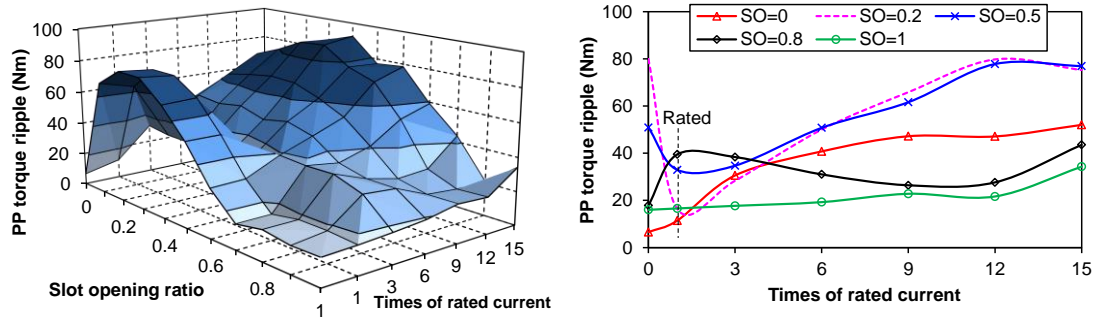 PP torque ripple (Nm)
100
80
60
40
20
0
0
0.2
0.4
0.6
0.8
1
Slot opening ratio
1
3
6
9
12
15
Times of rated current
PP torque ripple (Nm)
100
80
60
40
20
0
SO=0
SO=0.2
SO=0.5
SO=0.8
SO=1
Rated
0
3
6
9
12
15
Times of rated current